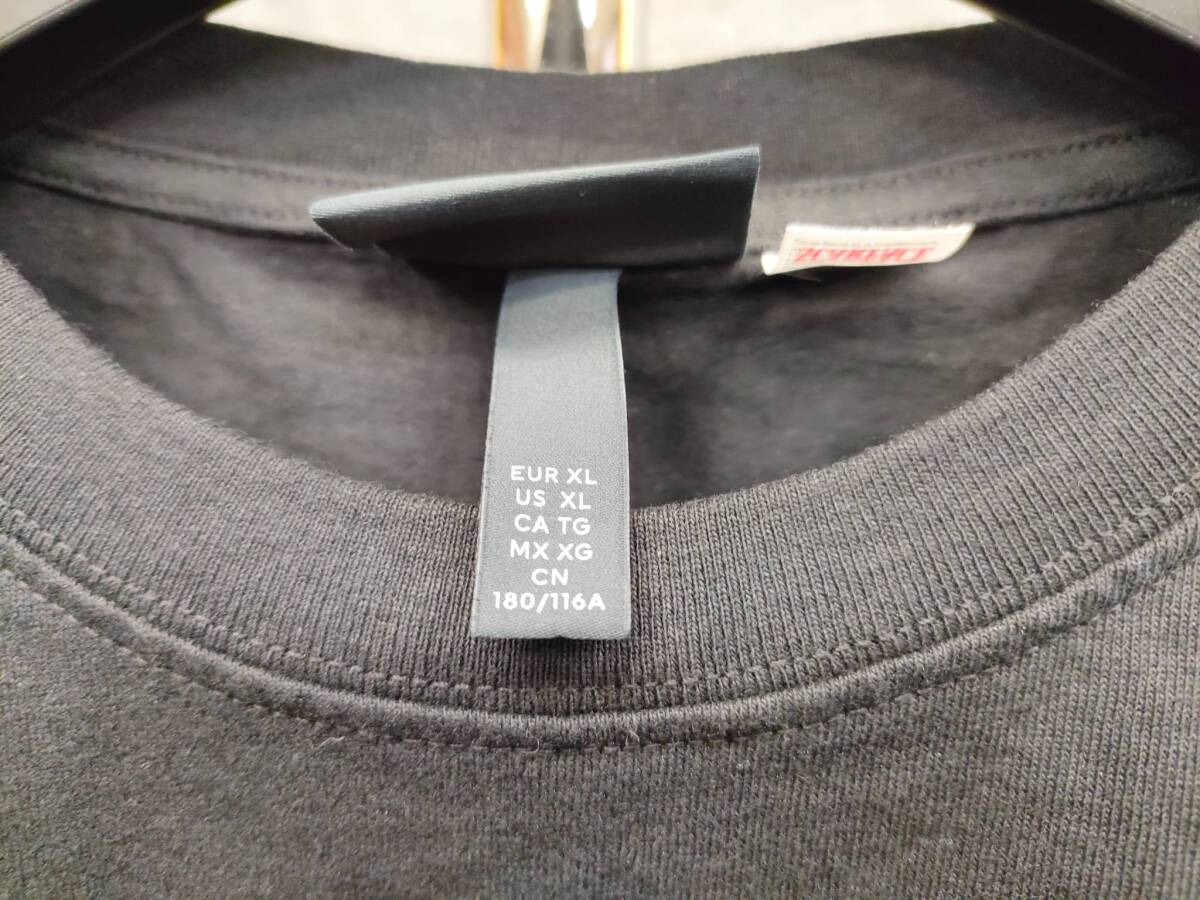 EUR XL
US XL
CA TG
MX XG
CN
180/116A